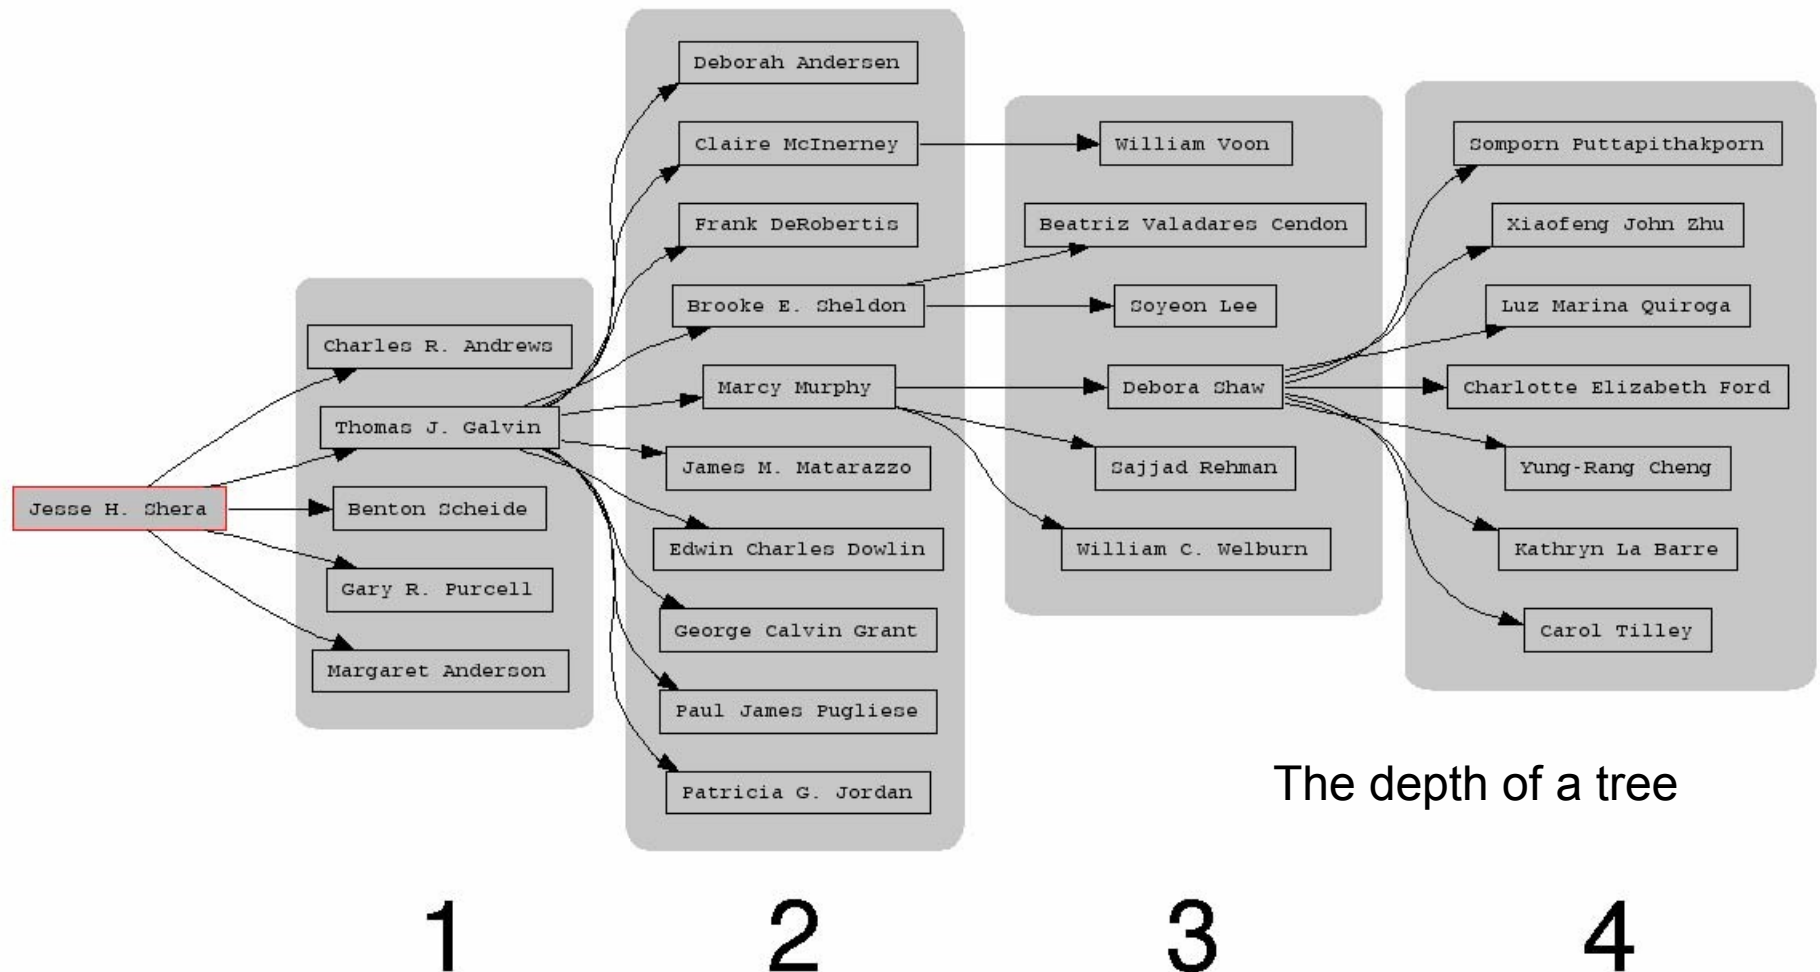 Jesse H. Shera
Charles R. Andrews
Thomas J. Galvin
Benton Scheide
Gary R. Purcell
Margaret Anderson
Deborah Andersen
Claire McInerney
Frank DeRobertis
Brooke E. Sheldon
Marcy Murphy
James M. Matarazzo
Edwin Charles Dowlin
George Calvin Grant
Paul James Pugliese
Patricia G. Jordan
William Voon
Beatriz Valadares Cendon
Soyeon Lee
Debora Shaw
Sajjad Rehman
William C. Welburn
Somporn Puttapithakporn
Xiaofeng John Zhu
Luz Marina Quiroga
Charlotte Elizabeth Ford
Yung-Rang Cheng
Kathryn La Barre
Carol Tilley
The depth of a tree
1 2 3 4